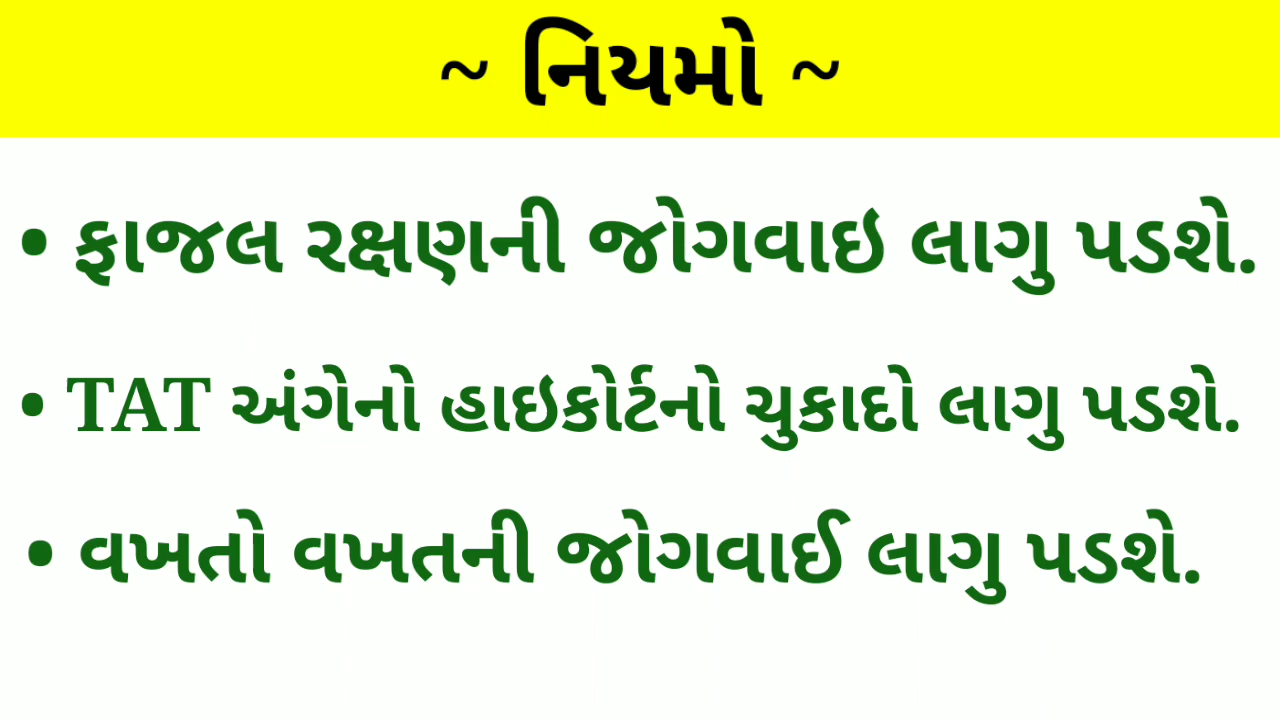 ~ નિયમો ~
• ફાજલ રક્ષણની જોગવાઇ લાગુ પડશે.
• TAT અંગેનો હાઇકોર્ટનો ચુકાદો લાગુ પડશે.
• વખતો વખતની જોગવાઈ લાગુ પડશે.